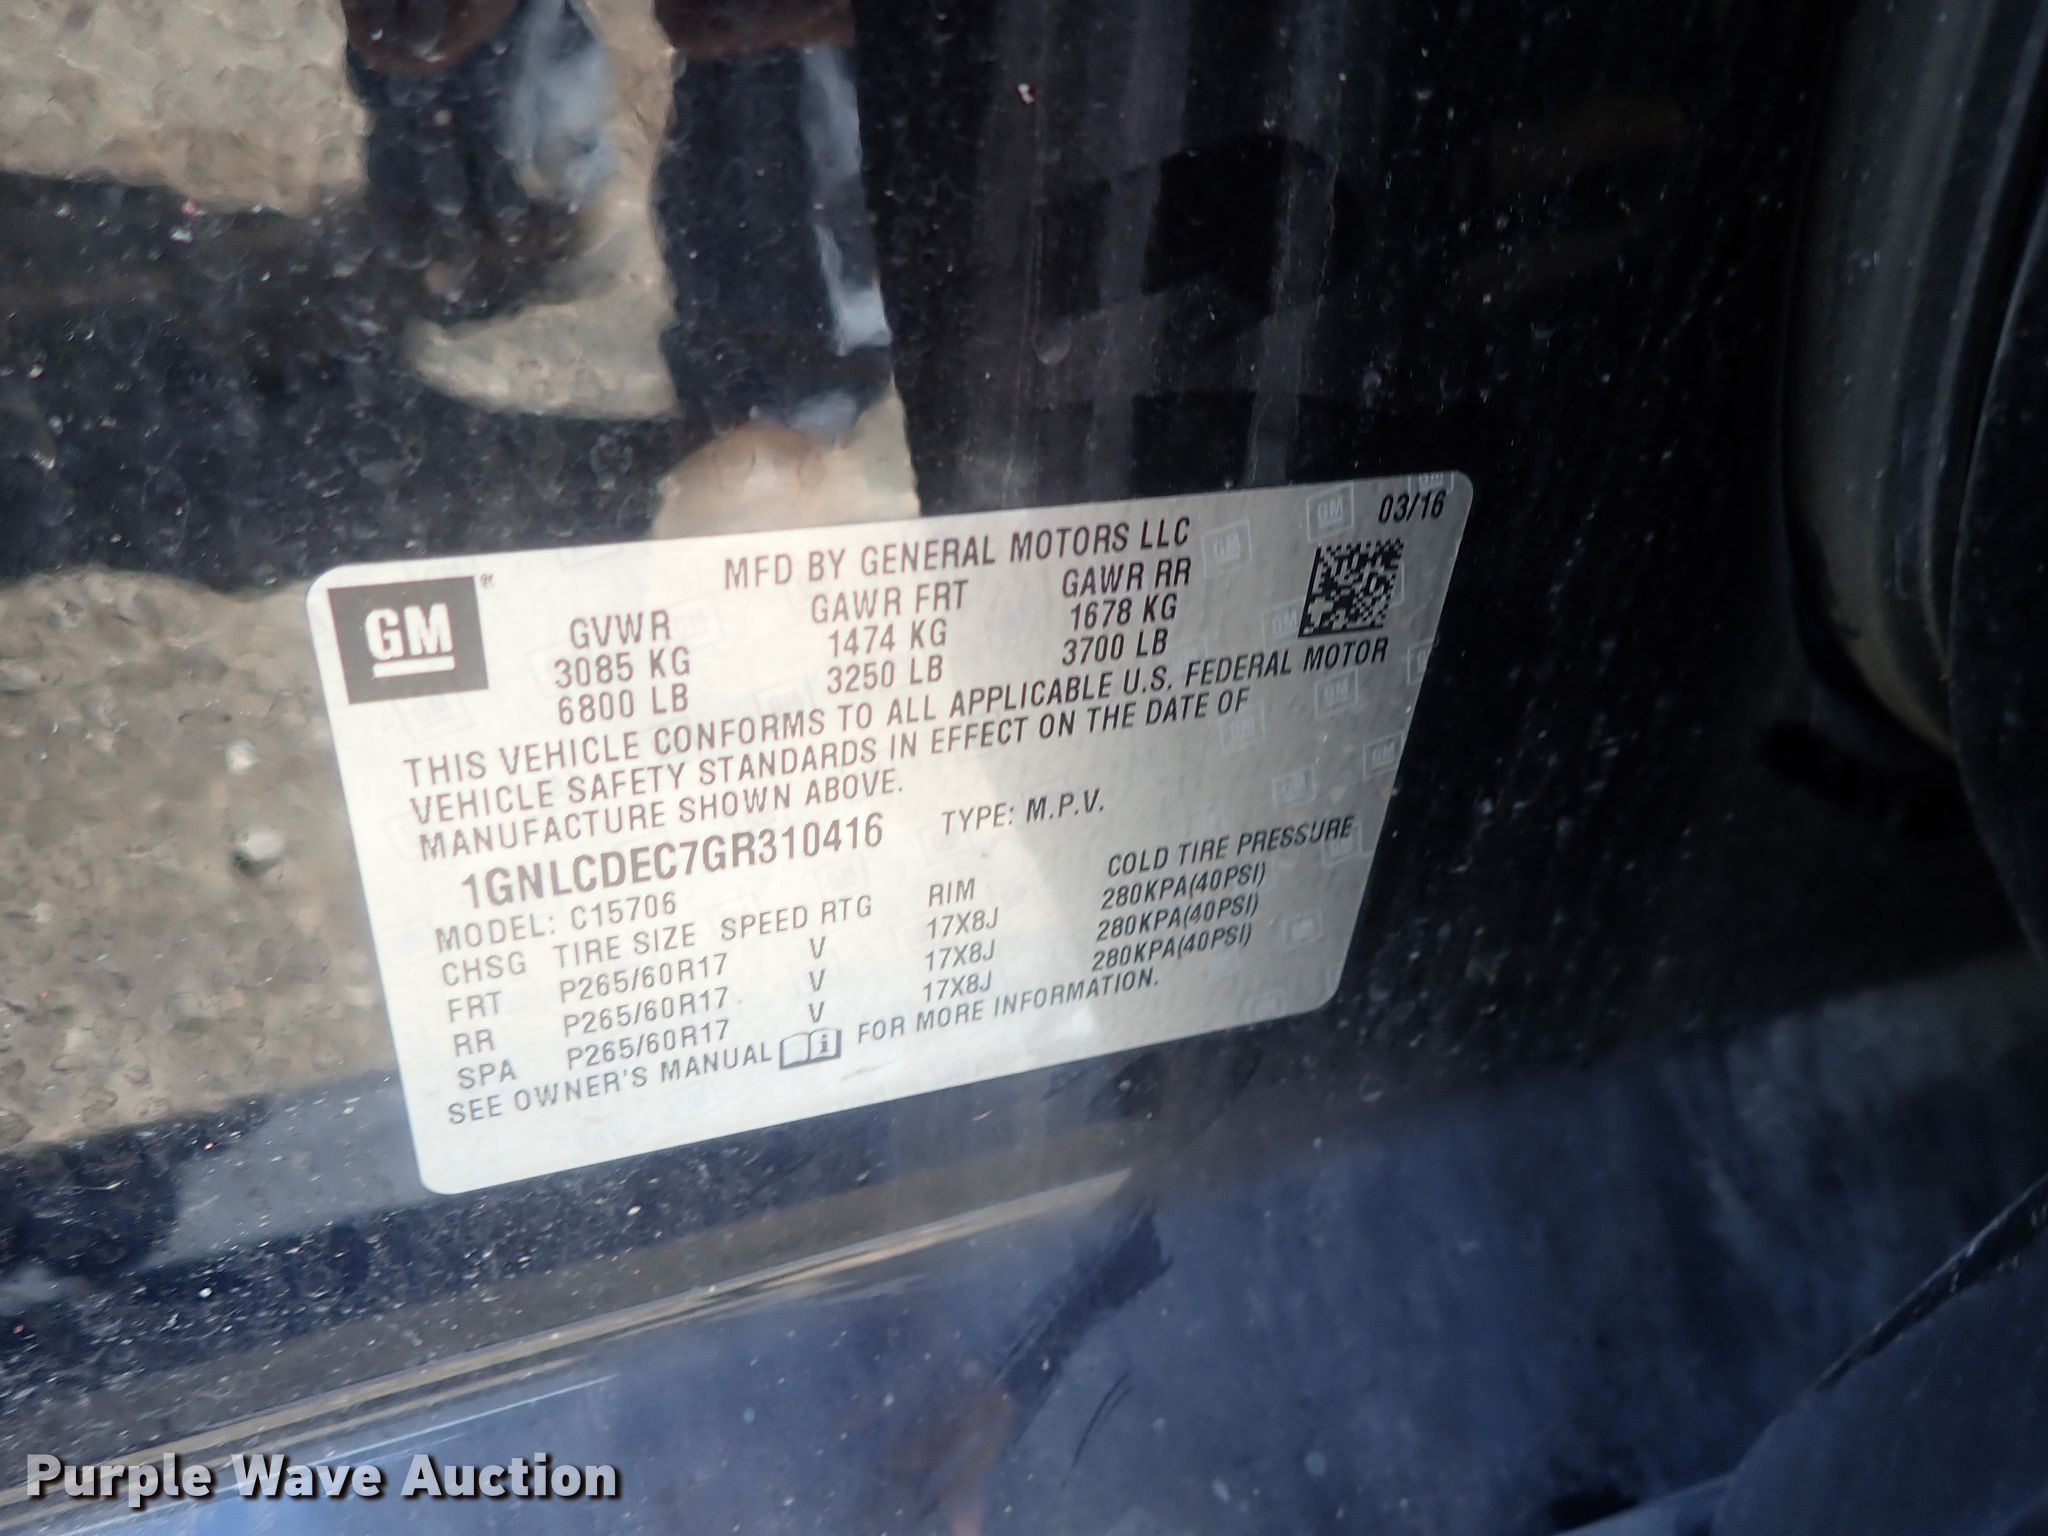 03/16
MFD BY GENERAL MOTORS LLC
GM
GVWR GAWR FRT GAWR RR
3085 KG 1474 KG 1678 KG
6800 LB 3250 LB 3700 LB
THIS VEHICLE CONFORMS TO ALL APPLICABLE U.S. FEDERAL MOTOR
VEHICLE SAFETY STANDARDS IN EFFECT ON THE DATE OF
MANUFACTURE SHOWN ABOVE.
1GNLCDEC7GR310416 TYPE: M.P.V.
MODEL: C15706
CHSG TIRE SIZE SPEED RTG RIM COLD TIRE PRESSURE
FRT P265/60R17 V 17X8J 280KPA(40PSI)
RR P265/60R17 V 17X8J 280KPA(40PSI)
SPA P265/60R17 V 17X8J 280KPA(40PSI)
SEE OWNER'S MANUAL i FOR MORE INFORMATION.
Purple Wave Auction